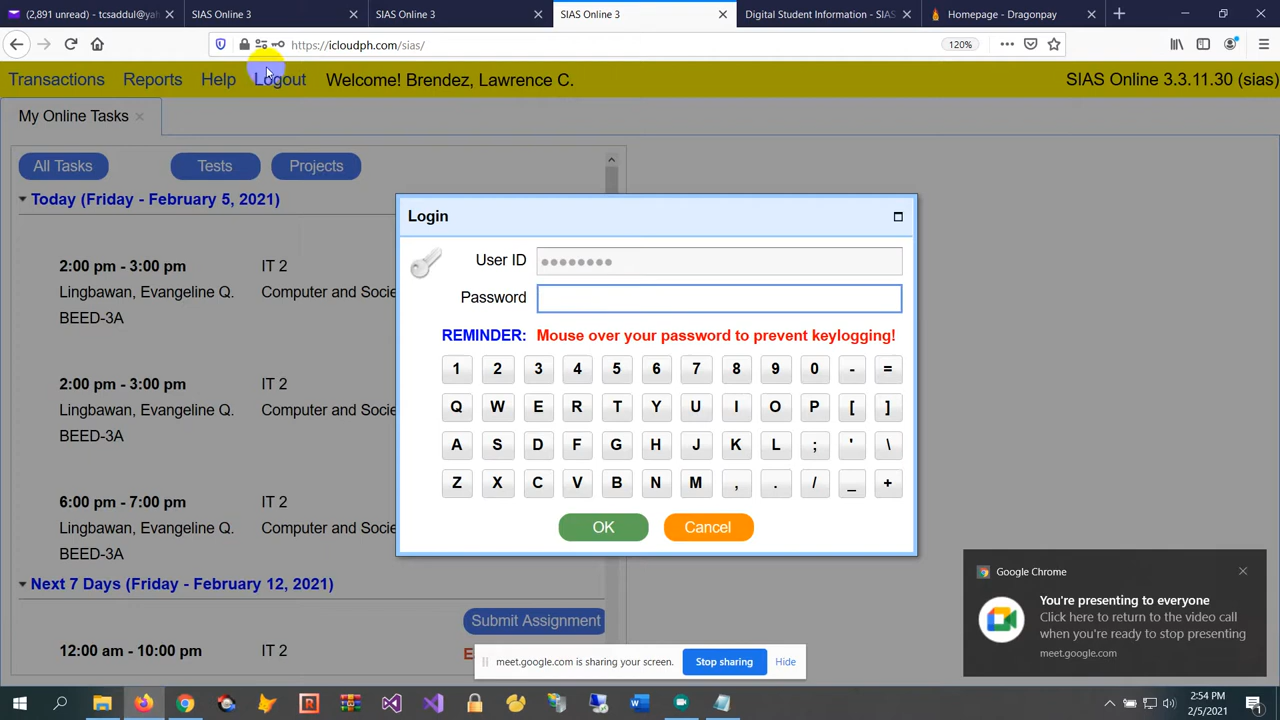 (2,891 unread) - tcsaddul@yah
SIAS Online 3
SIAS Online 3
SIAS Online 3
Digital Student Information - SIAS
Homepage - Dragonpay
https://icloudph.com/sias/
120%
Transactions Reports Help Logout Welcome! Brendez, Lawrence C. SIAS Online 3.3.11.30 (sias)
My Online Tasks
All Tasks Tests Projects
Today (Friday - February 5, 2021)
2:00 pm - 3:00 pm IT 2
Lingbawan, Evangeline Q. Computer and Socie
BEED-3A
2:00 pm - 3:00 pm IT 2
Lingbawan, Evangeline Q. Computer and Socie
BEED-3A
6:00 pm - 7:00 pm IT 2
Lingbawan, Evangeline Q. Computer and Socie
BEED-3A
Next 7 Days (Friday - February 12, 2021)
Submit Assignment
12:00 am - 10:00 pm IT 2
Login
User ID
Password
REMINDER: Mouse over your password to prevent keylogging!
1 2 3 4 5 6 7 8 9 0 - =
Q W E R T Y U I O P [ ]
A S D F G H J K L ; ' \
Z X C V B N M , . / _ +
OK Cancel
Google Chrome
You're presenting to everyone
Click here to return to the video call
when you're ready to stop presenting
meet.google.com
meet.google.com is sharing your screen. Stop sharing Hide
2:54 PM
2/5/2021